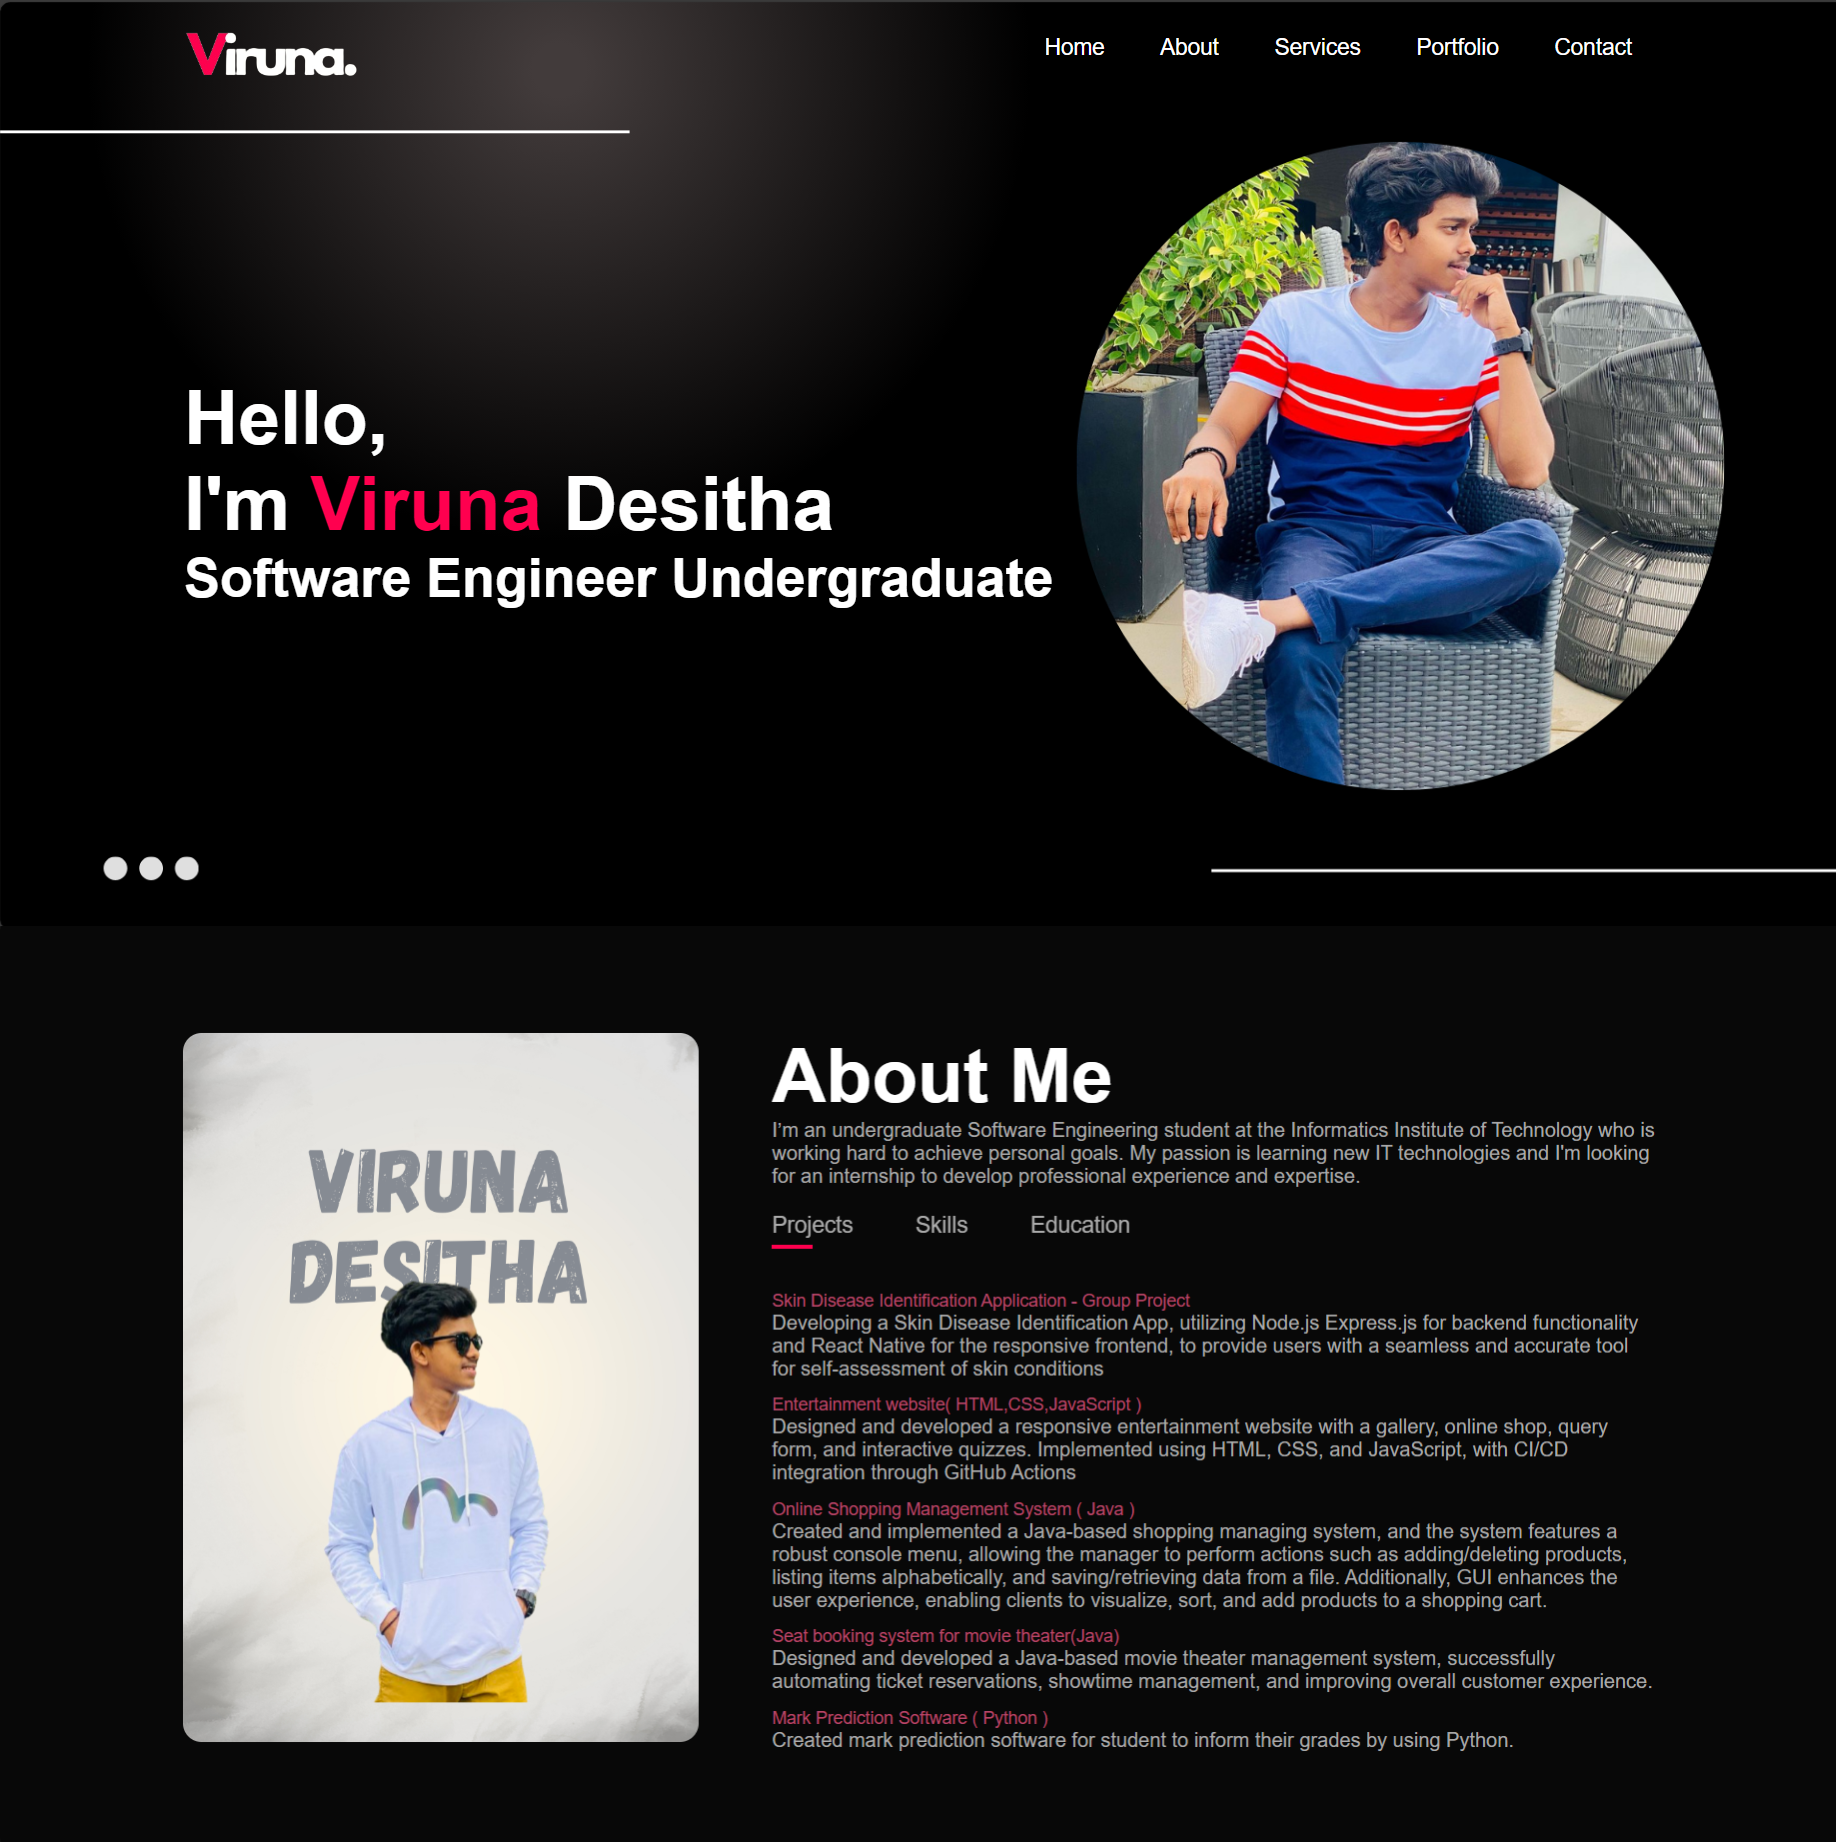 Viruna.
Home About Services Portfolio Contact
Hello,
I'm Viruna Desitha
Software Engineer Undergraduate
VIRUNA
DESITHA
About Me
I’m an undergraduate Software Engineering student at the Informatics Institute of Technology who is
working hard to achieve personal goals. My passion is learning new IT technologies and I'm looking
for an internship to develop professional experience and expertise.
Projects Skills Education
Skin Disease Identification Application - Group Project
Developing a Skin Disease Identification App, utilizing Node.js Express.js for backend functionality
and React Native for the responsive frontend, to provide users with a seamless and accurate tool
for self-assessment of skin conditions
Entertainment website( HTML,CSS,JavaScript )
Designed and developed a responsive entertainment website with a gallery, online shop, query
form, and interactive quizzes. Implemented using HTML, CSS, and JavaScript, with CI/CD
integration through GitHub Actions
Online Shopping Management System ( Java )
Created and implemented a Java-based shopping managing system, and the system features a
robust console menu, allowing the manager to perform actions such as adding/deleting products,
listing items alphabetically, and saving/retrieving data from a file. Additionally, GUI enhances the
user experience, enabling clients to visualize, sort, and add products to a shopping cart.
Seat booking system for movie theater(Java)
Designed and developed a Java-based movie theater management system, successfully
automating ticket reservations, showtime management, and improving overall customer experience.
Mark Prediction Software ( Python )
Created mark prediction software for student to inform their grades by using Python.